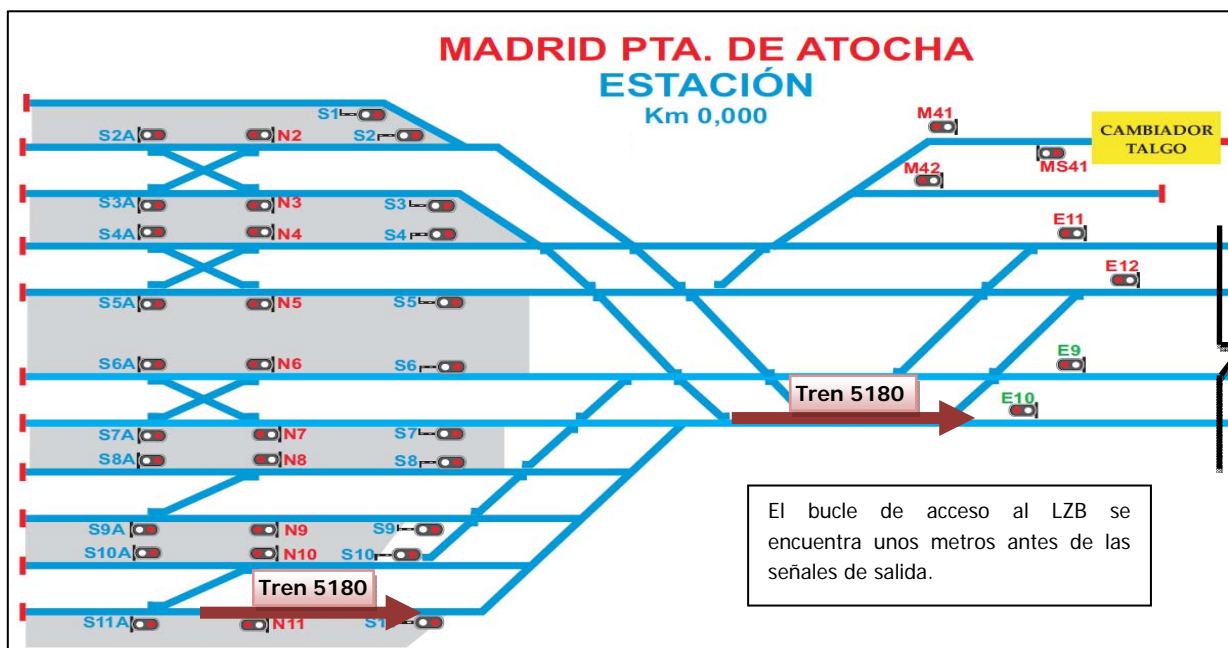 MADRID PTA. DE ATOCHA
ESTACIÓN
Km 0,000
S1
S2A N2 S2
M41
CAMBIADOR
TALGO
MS41
M42
S3A N3 S3
S4A N4 S4
E11
E12
S5A N5 S5
S6A N6 S6
E9
Tren 5180
E10
S7A N7 S7
S8A N8 S8
S9A N9 S9
S10A N10 S10
El bucle de acceso al LZB se
encuentra unos metros antes de las
señales de salida.
Tren 5180
S11A N11 S1